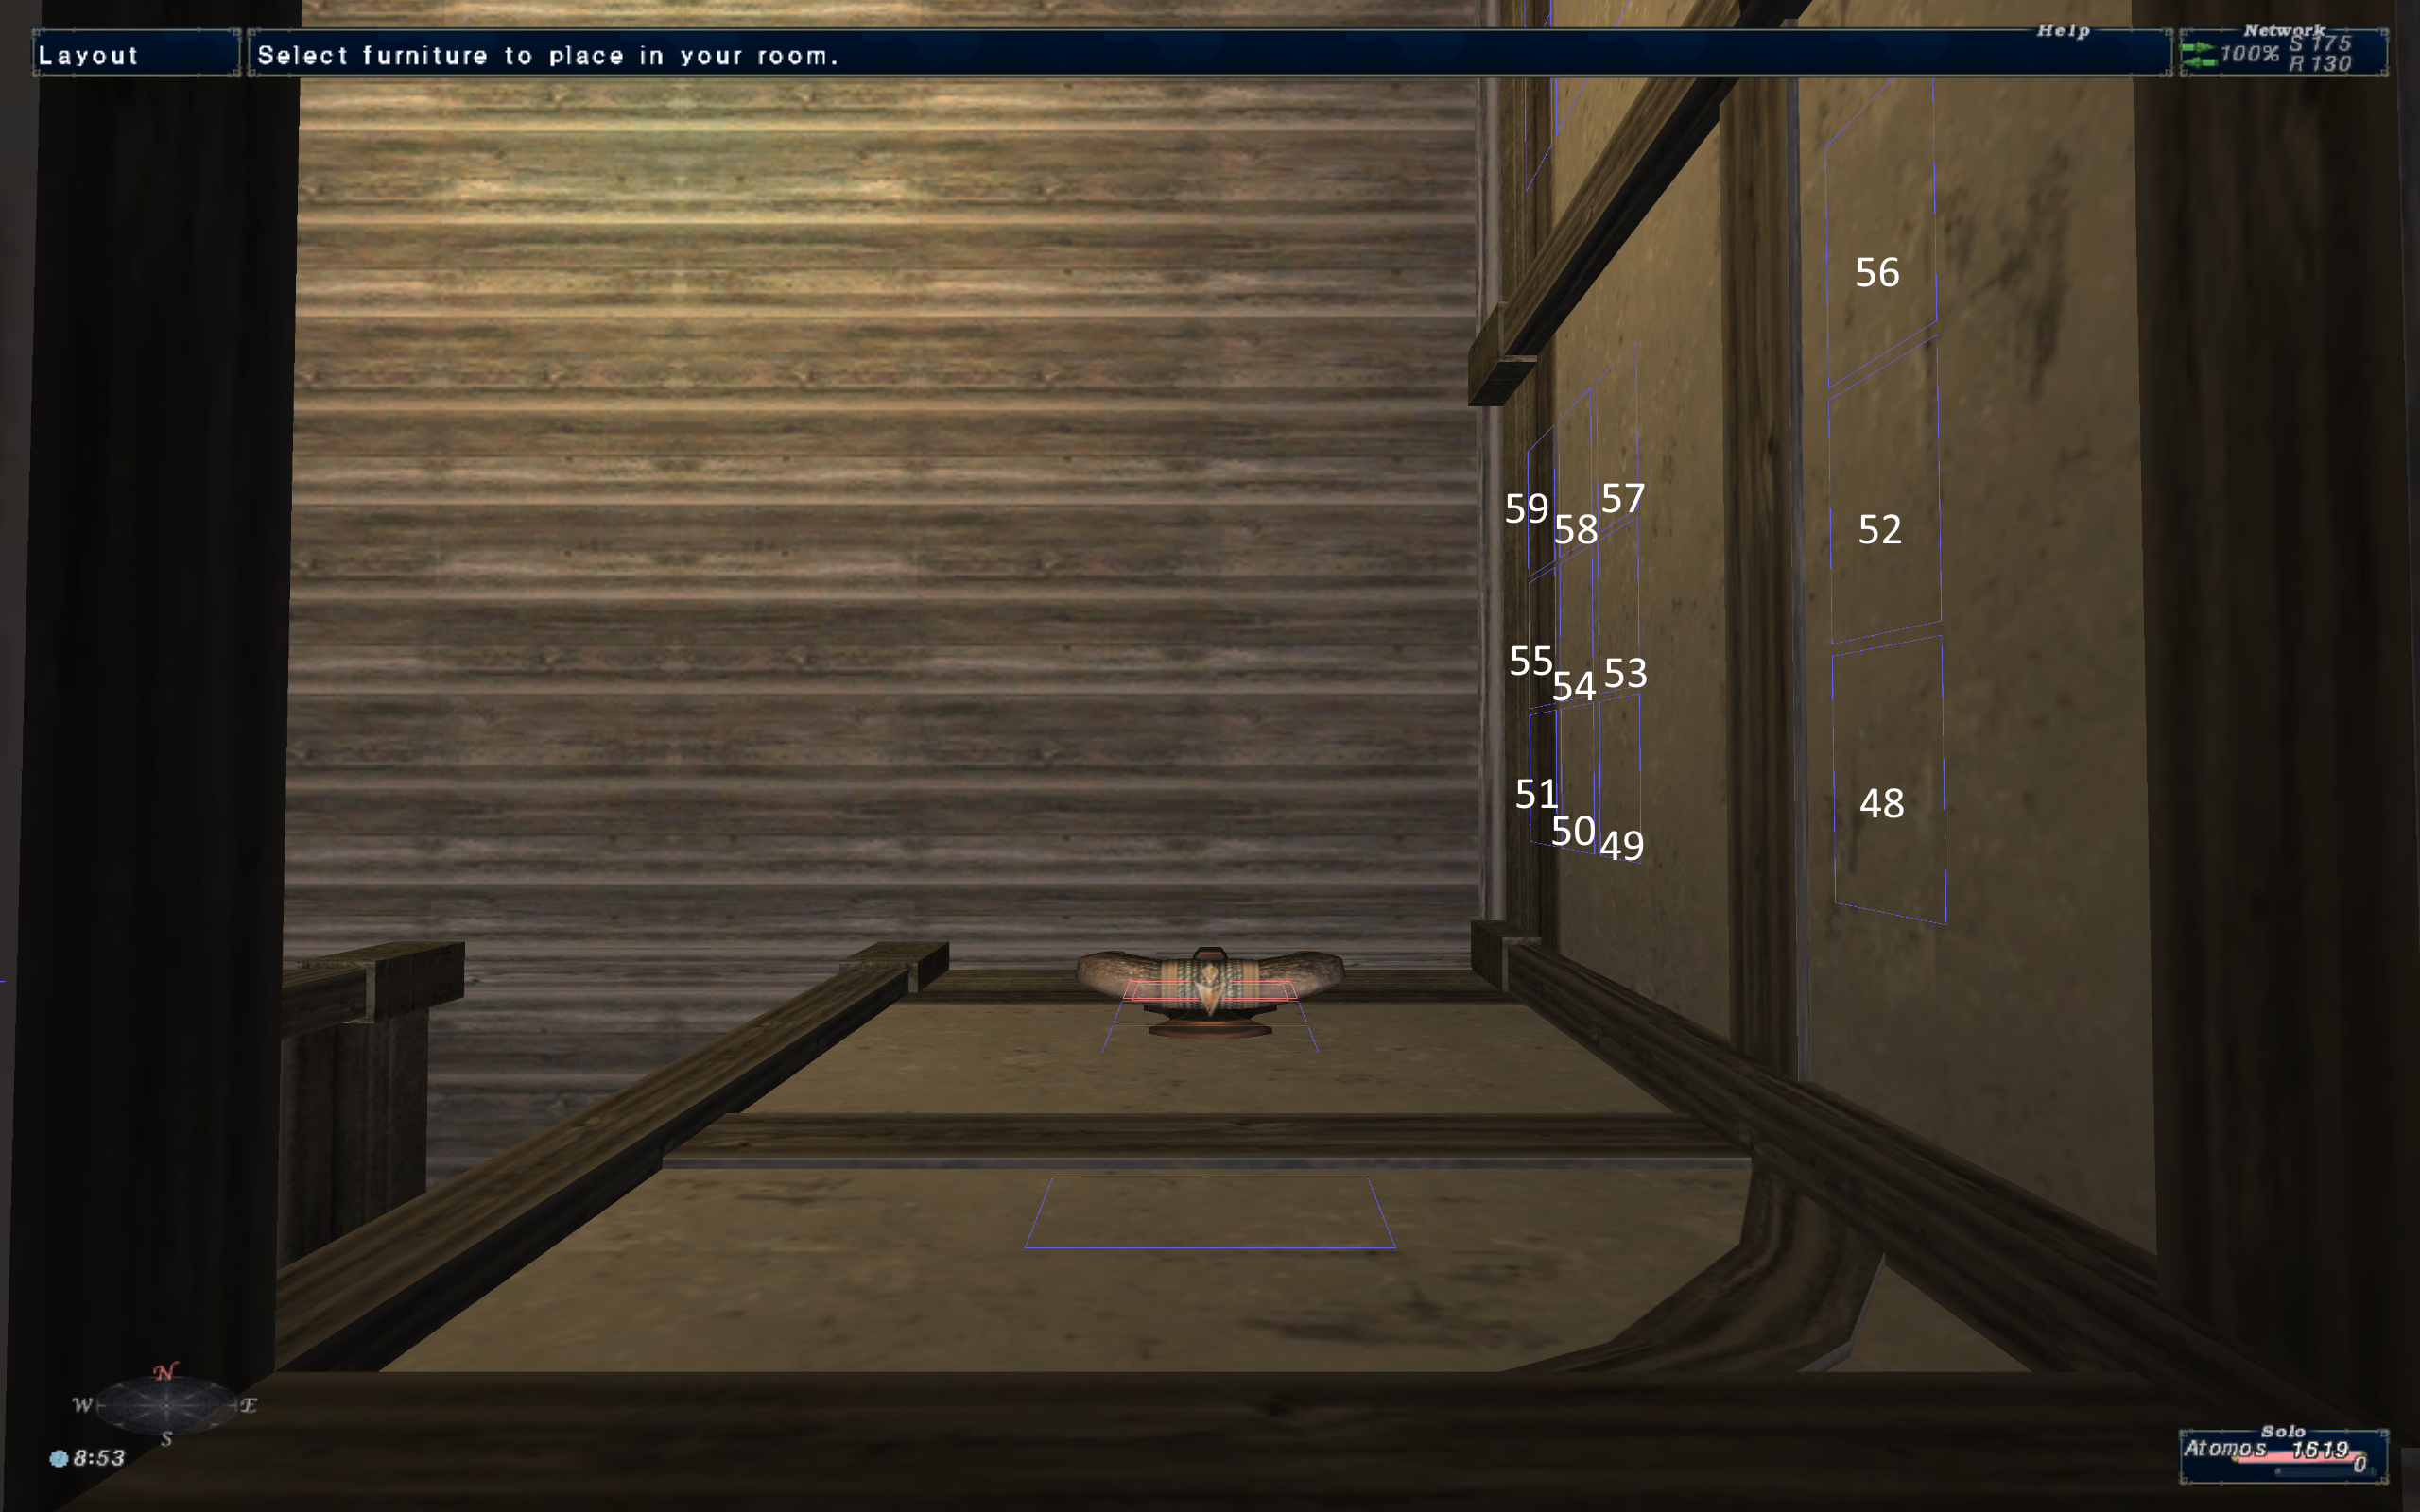 Help
Network
Layout
Select furniture to place in your room.
100%
S 175
R 130
56
59
57
58
52
55
54
53
51
50
49
48
N
W
E
S
8:53
Solo
Atomos 1619
0